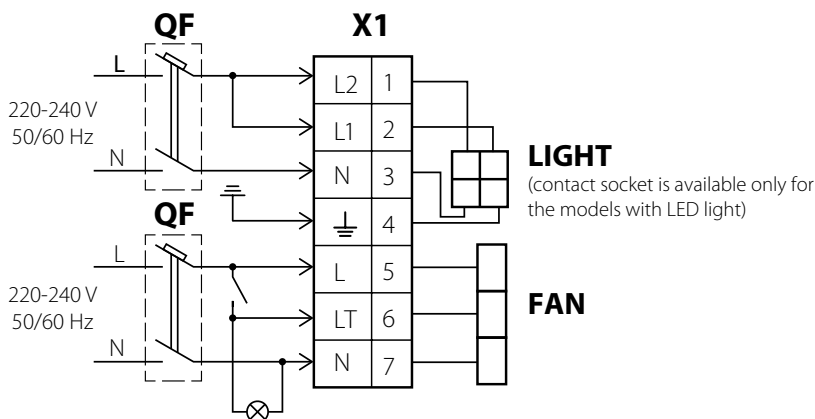 QF
X1
L
220-240 V
50/60 Hz
N
L2 1
L1 2
N 3
4
LIGHT
(contact socket is available only for
the models with LED light)
QF
L
220-240 V
50/60 Hz
N
L 5
LT 6
N 7
FAN